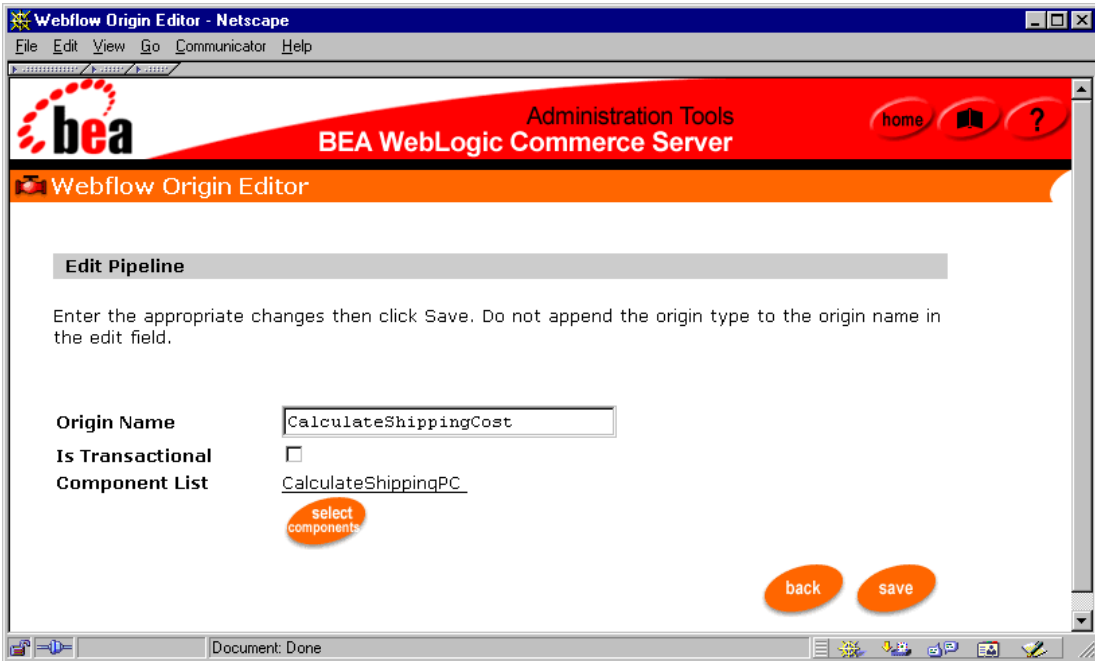 Webflow Origin Editor - Netscape
File Edit View Go Communicator Help
bea
Administration Tools
BEA WebLogic Commerce Server
home
?
Webflow Origin Editor
Edit Pipeline
Enter the appropriate changes then click Save. Do not append the origin type to the origin name in
the edit field.
Origin Name CalculateShippingCost
Is Transactional
Component List CalculateShippingPC
select
components
back save
Document: Done